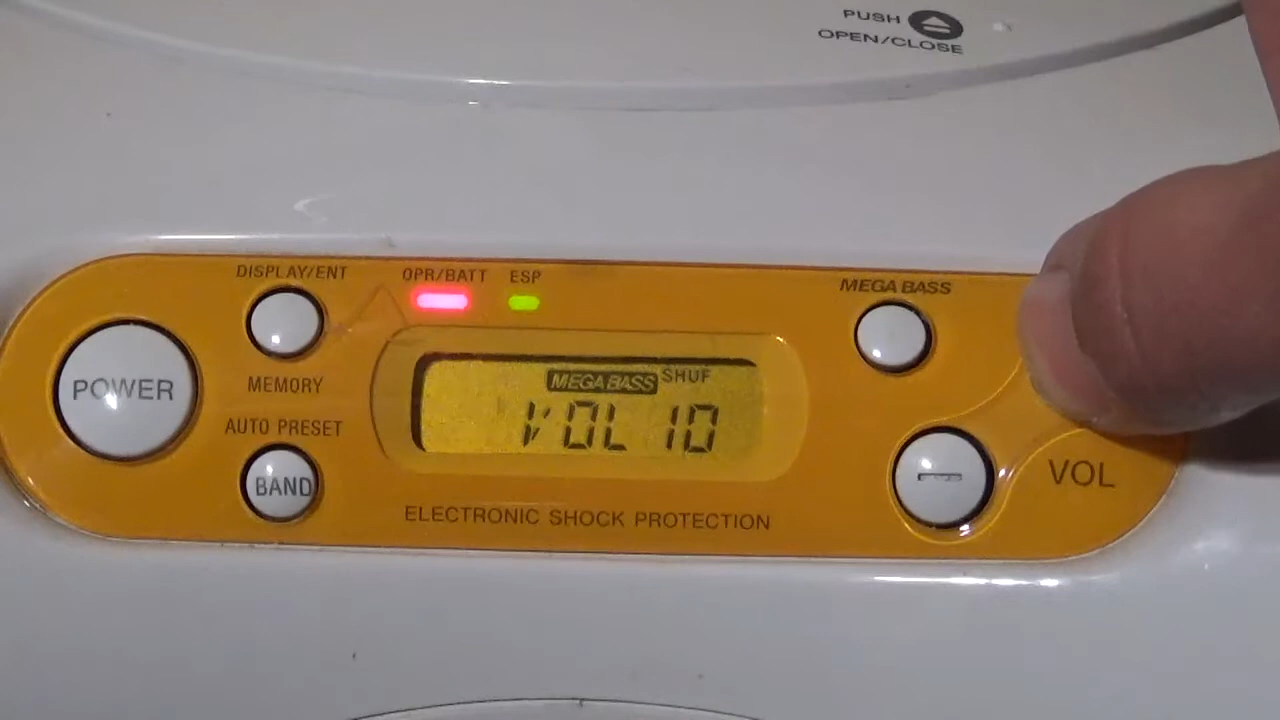 PUSH
OPEN/CLOSE
DISPLAY/ENT
OPR/BATT
ESP
MEGA BASS
POWER
MEMORY
AUTO PRESET
BAND
MEGA BASS SHUF
VOL 10
VOL
ELECTRONIC SHOCK PROTECTION